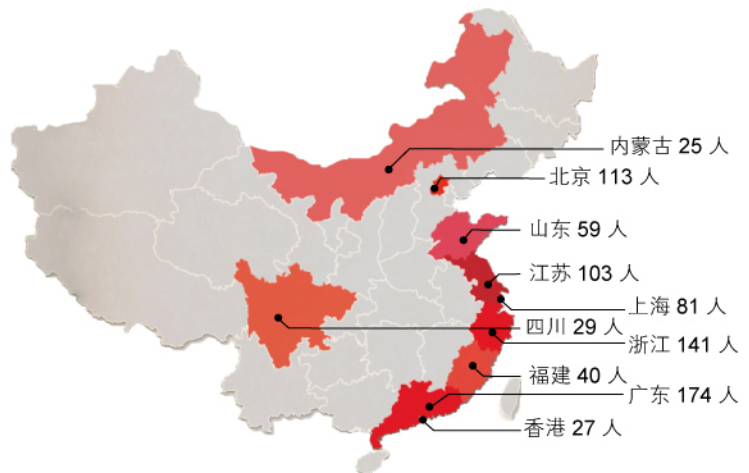 内蒙古 25 人
北京 113 人
山东 59 人
江苏 103 人
上海 81 人
四川 29 人
浙江 141 人
福建 40 人
广东 174 人
香港 27 人